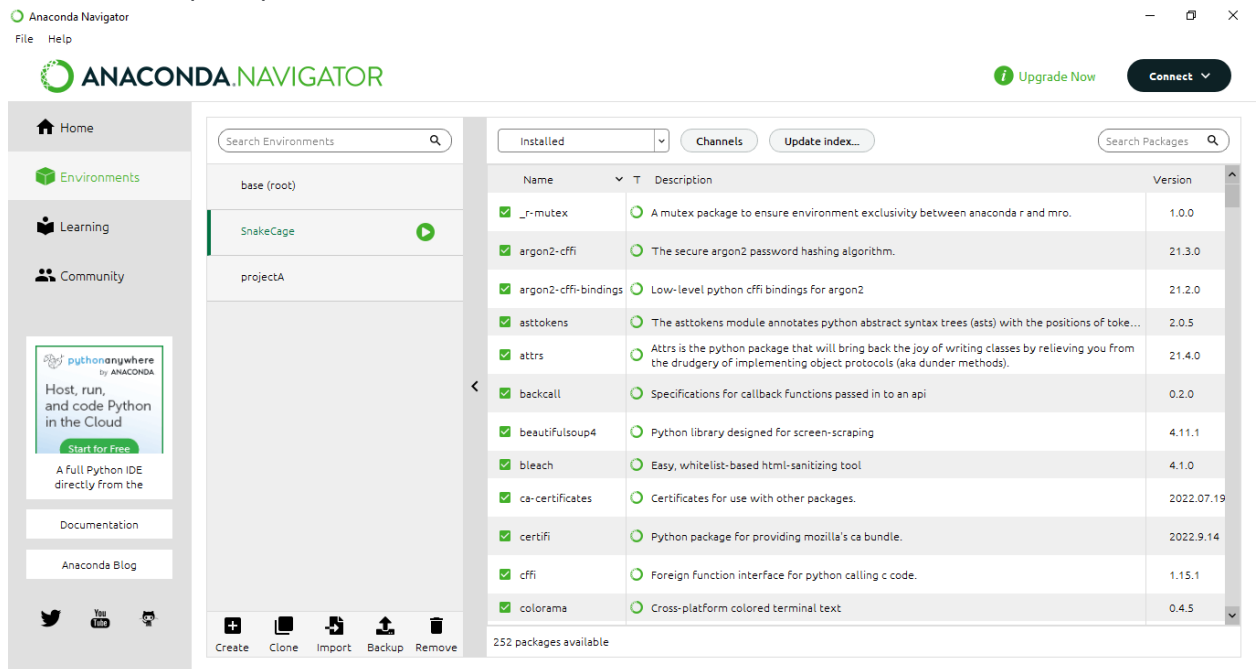 Anaconda Navigator
File Help
ANACONDA.NAVIGATOR
i Upgrade Now
Connect
Home
Environments
Learning
Community
pythonanywhere
by ANACONDA
Host, run,
and code Python
in the Cloud
Start for Free
A full Python IDE
directly from the
Documentation
Anaconda Blog
You
Tube
Search Environments
base (root)
SnakeCage
projectA
Create Clone Import Backup Remove
Installed Channels Update index... Search Packages
Name T Description Version
_r-mutex A mutex package to ensure environment exclusivity between anaconda r and mro. 1.0.0
argon2-cffi The secure argon2 password hashing algorithm. 21.3.0
argon2-cffi-bindings Low-level python cffi bindings for argon2 21.2.0
asttokens The asttokens module annotates python abstract syntax trees (asts) with the positions of toke... 2.0.5
attrs Attrs is the python package that will bring back the joy of writing classes by relieving you from 21.4.0
the drudgery of implementing object protocols (aka dunder methods).
backcall Specifications for callback functions passed in to an api 0.2.0
beautifulsoup4 Python library designed for screen-scraping 4.11.1
bleach Easy, whitelist-based html-sanitizing tool 4.1.0
ca-certificates Certificates for use with other packages. 2022.07.19
certifi Python package for providing mozilla's ca bundle. 2022.9.14
cffi Foreign function interface for python calling c code. 1.15.1
colorama Cross-platform colored terminal text 0.4.5
252 packages available